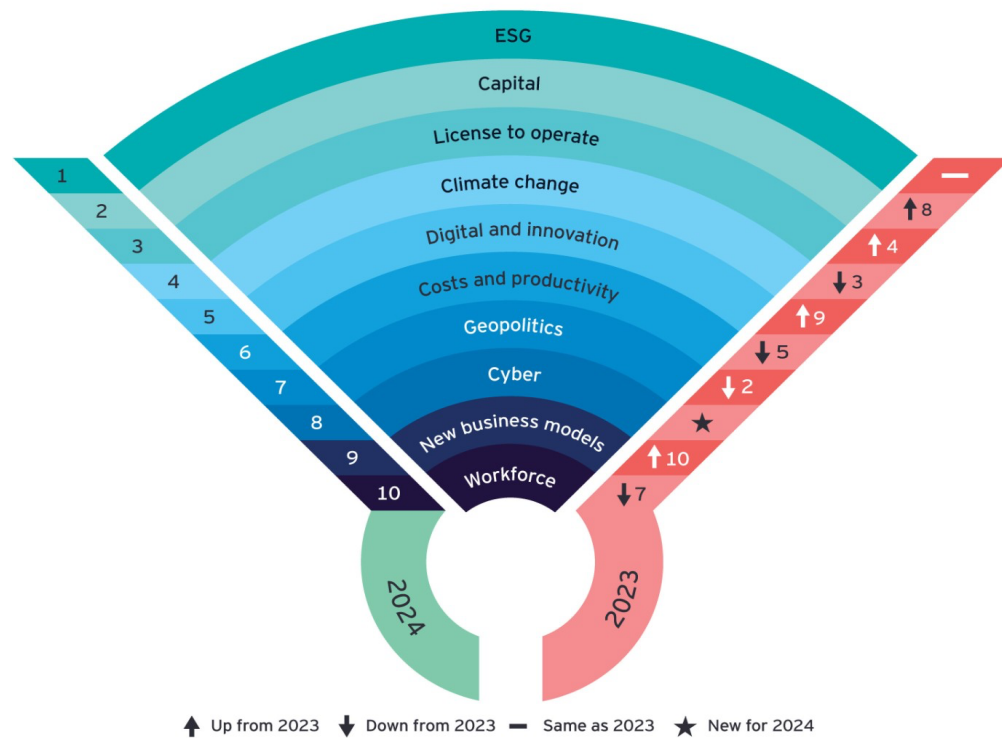 ESG
Capital
License to operate
Climate change
Digital and innovation
Costs and productivity
Geopolitics
Cyber
New business models
Workforce
1
2
3
4
5
6
7
8
9
10
8
4
3
9
5
2
10
7
2024
2023
Up from 2023
Down from 2023
Same as 2023
New for 2024